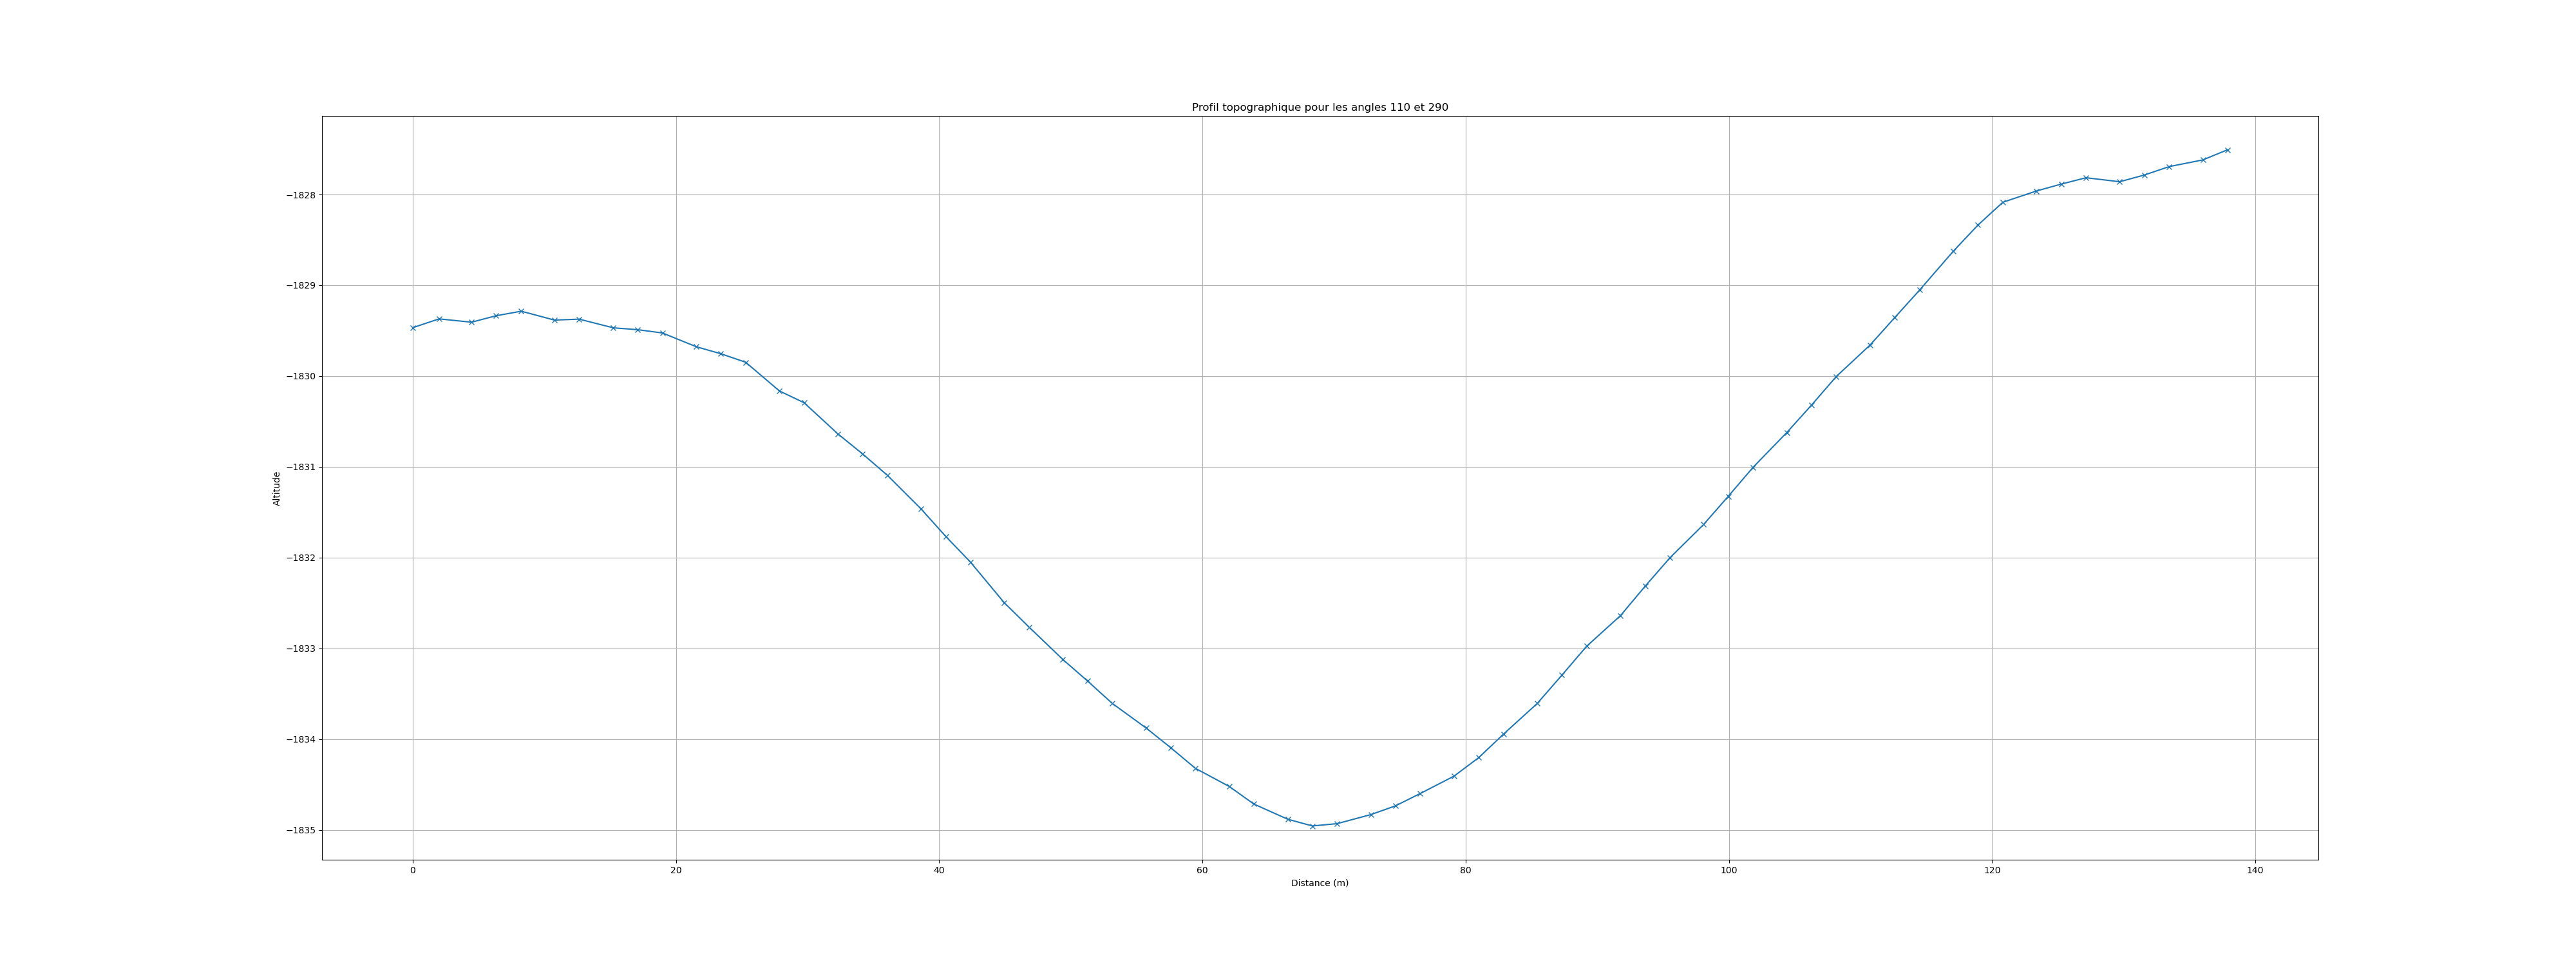 Profil topographique pour les angles 110 et 290
Altitude
−1828
−1829
−1830
−1831
−1832
−1833
−1834
−1835
0 20 40 60 80 100 120 140
Distance (m)